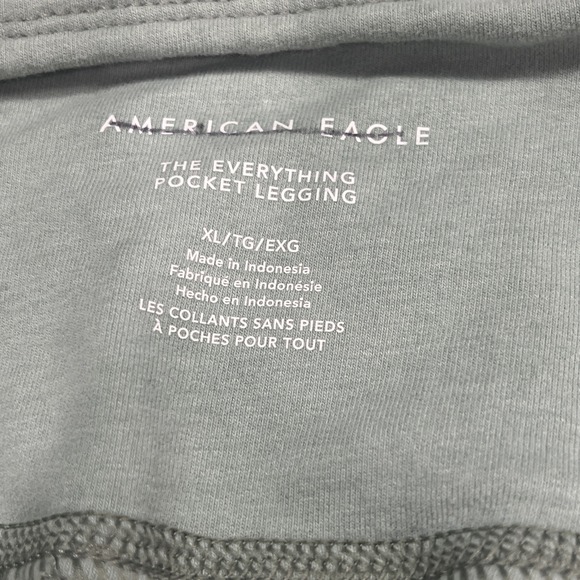 AMERICAN EAGLE
THE EVERYTHING
POCKET LEGGING
XL/TG/EXG
Made in Indonesia
Fabriqué en Indonésie
Hecho en Indonesia
LES COLLANTS SANS PIEDS
À POCHES POUR TOUT